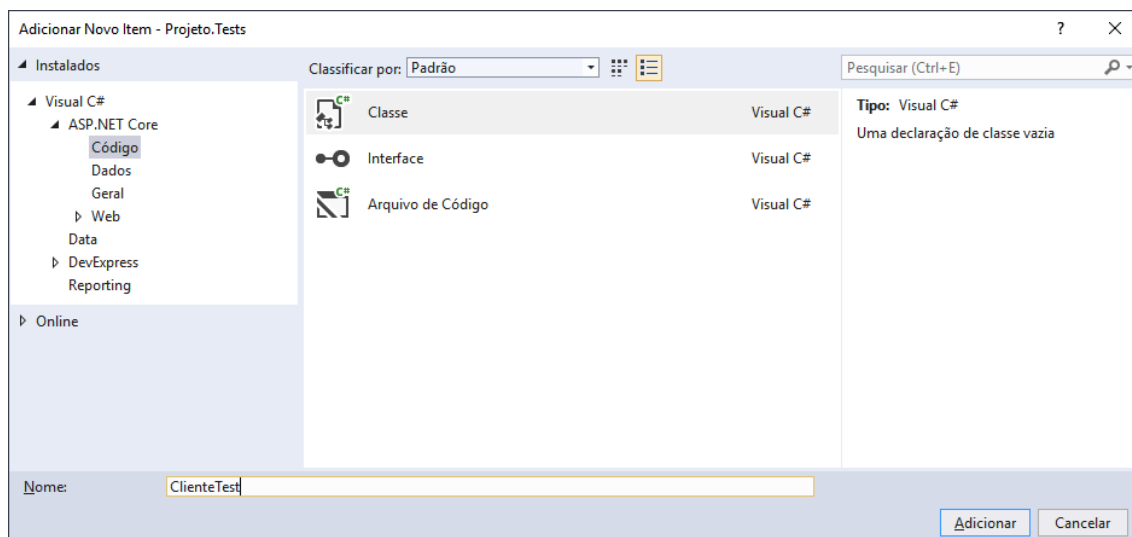 Adicionar Novo Item - Projeto.Tests
?
Instalados
Visual C#
ASP.NET Core
Código
Dados
Geral
Web
Data
DevExpress
Reporting
Online
Classificar por: Padrão
C# Classe Visual C#
Interface Visual C#
C# Arquivo de Código Visual C#
Pesquisar (Ctrl+E)
Tipo: Visual C#
Uma declaração de classe vazia
Nome: ClienteTest
Adicionar Cancelar